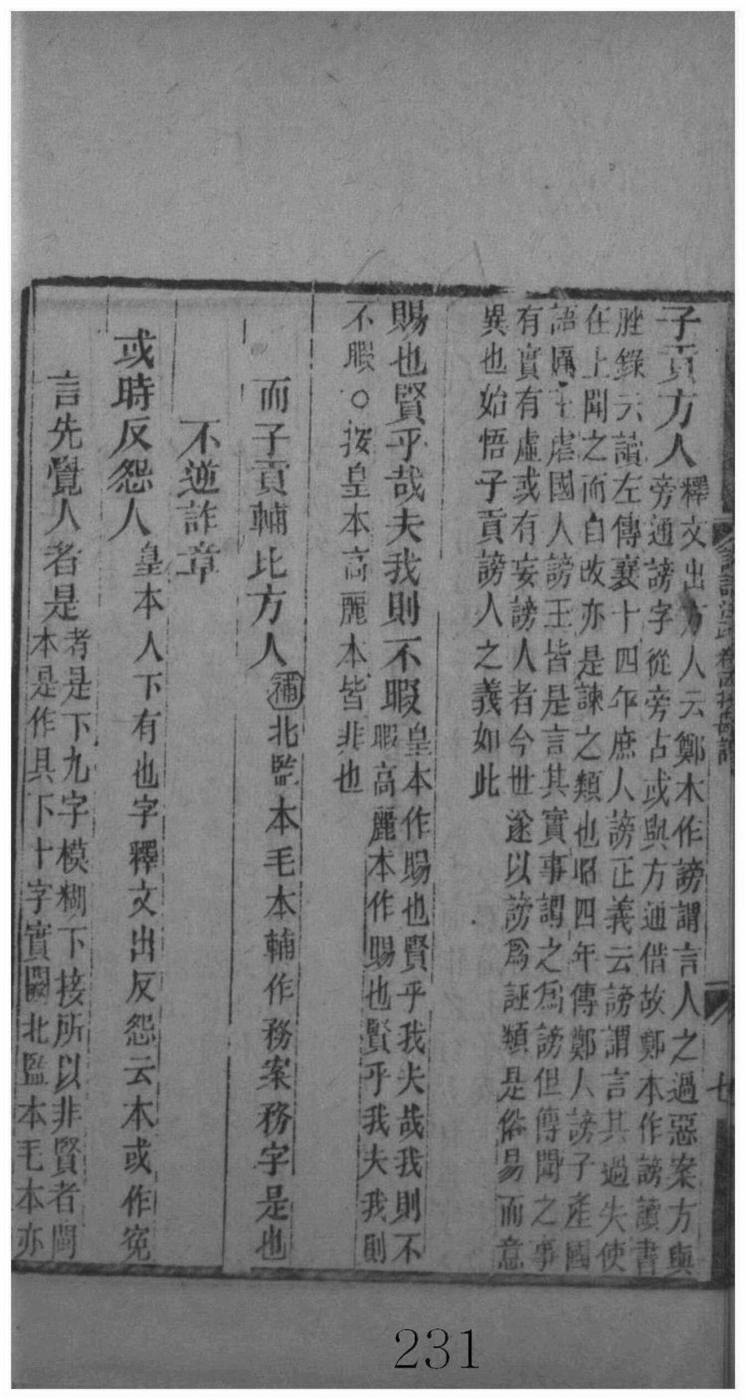 子貢方人釋文出方人云鄭本作謗謂言人之過惡案方與
旁通謗字從旁古或與方通借故鄭本作謗讀書
脞錄云讀左傳襄十四年庶人謗正義云謗謂言其過失使
在上聞之而自改亦是諫之類也昭四年傳鄭人謗子產國
語厲王虐國人謗王皆是言其實事謂之爲謗但傳聞之事
有實有虛或有妄謗人者今世遂以謗爲誣類是俗易而意
異也始悟子貢謗人之義如此
賜也賢乎哉夫我則不暇皇本作賜也賢乎我夫哉我則不
暇高麗本作賜也賢乎我夫我則
不暇○按皇本高麗本皆非也
而子貢輔比方人補北監本毛本輔作務案務字是也
不逆詐章
或時反怨人皇本人下有也字釋文出反怨云本或作冤
言先覺人者是者是下九字模糊下接所以非賢者閩
本是作具下十字實闕北監本毛本亦
七
231